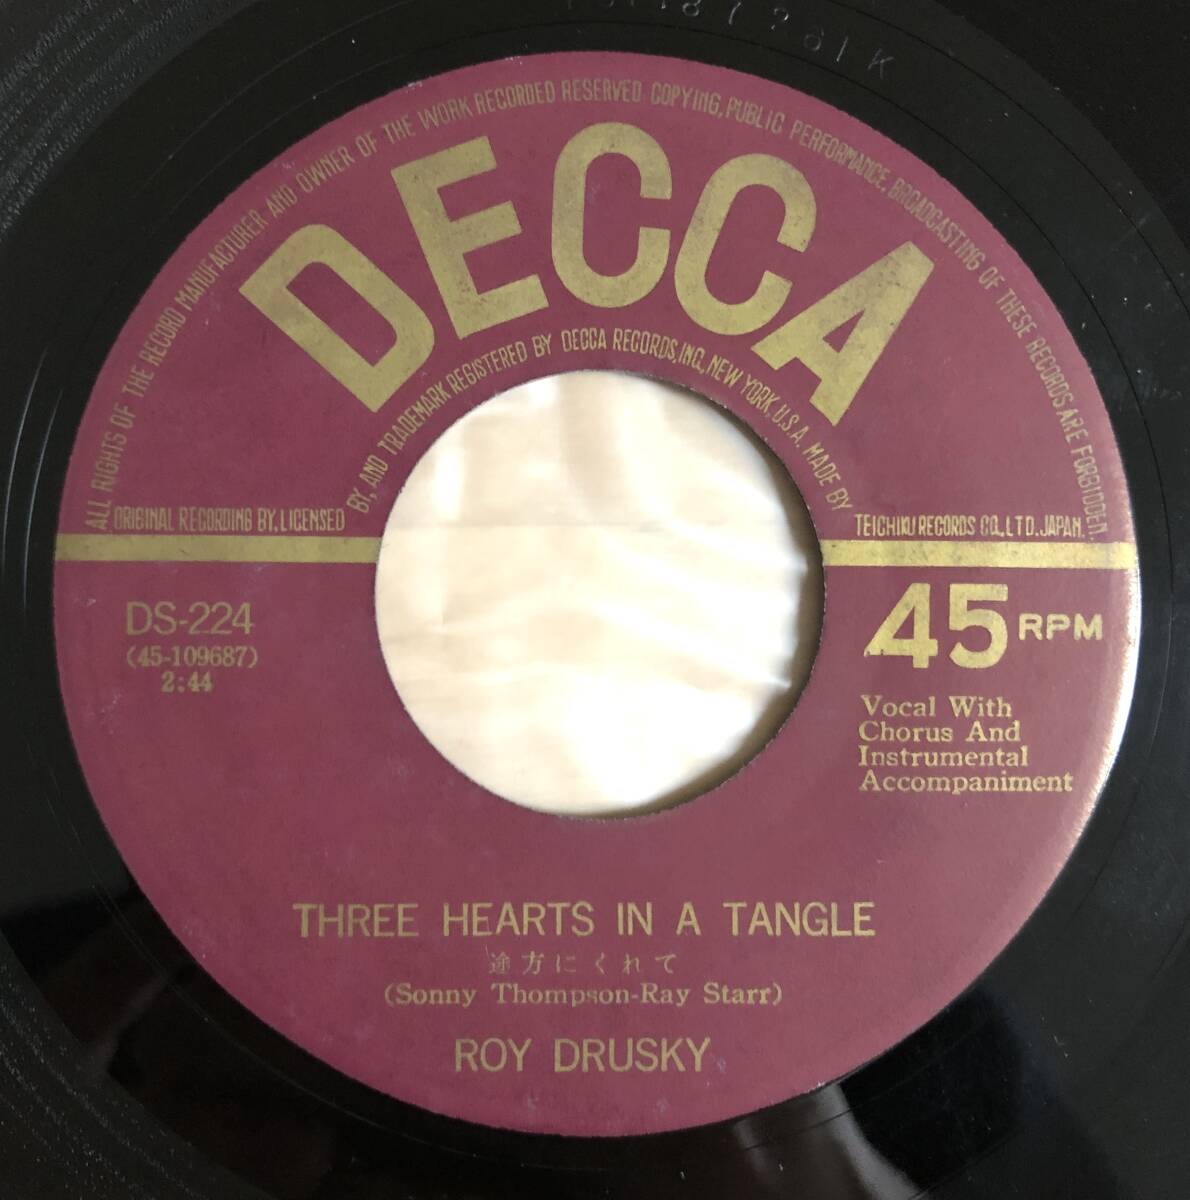 ALL RIGHTS OF THE RECORD MANUFACTURER AND OWNER OF THE WORK RECORDED RESERVED COPYING, PUBLIC PERFORMANCE, BROADCASTING OF THESE RECORDS ARE FORBIDDEN.
DECCA
ORIGINAL RECORDING BY, LICENSED BY, AND TRADEMARK REGISTERED BY DECCA RECORDS, INC., NEW YORK, U.S.A. MADE BY TEICHIKU RECORDS CO., LTD. JAPAN.
DS-224
(45-109687)
2:44
45 RPM
Vocal With
Chorus And
Instrumental
Accompaniment
THREE HEARTS IN A TANGLE
途方にくれて
(Sonny Thompson-Ray Starr)
ROY DRUSKY